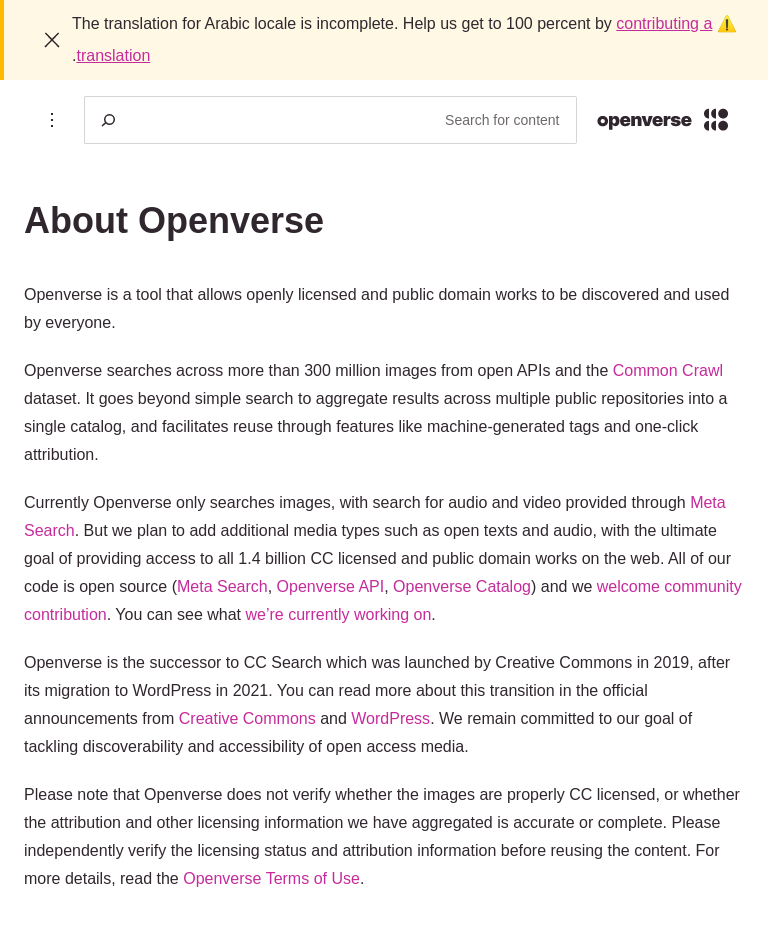 The translation for Arabic locale is incomplete. Help us get to 100 percent by contributing a ⚠️
.translation
Search for content
openverse
About Openverse
Openverse is a tool that allows openly licensed and public domain works to be discovered and used
by everyone.
Openverse searches across more than 300 million images from open APIs and the Common Crawl
dataset. It goes beyond simple search to aggregate results across multiple public repositories into a
single catalog, and facilitates reuse through features like machine-generated tags and one-click
attribution.
Currently Openverse only searches images, with search for audio and video provided through Meta
Search. But we plan to add additional media types such as open texts and audio, with the ultimate
goal of providing access to all 1.4 billion CC licensed and public domain works on the web. All of our
code is open source (Meta Search, Openverse API, Openverse Catalog) and we welcome community
contribution. You can see what we’re currently working on.
Openverse is the successor to CC Search which was launched by Creative Commons in 2019, after
its migration to WordPress in 2021. You can read more about this transition in the official
announcements from Creative Commons and WordPress. We remain committed to our goal of
tackling discoverability and accessibility of open access media.
Please note that Openverse does not verify whether the images are properly CC licensed, or whether
the attribution and other licensing information we have aggregated is accurate or complete. Please
independently verify the licensing status and attribution information before reusing the content. For
more details, read the Openverse Terms of Use.